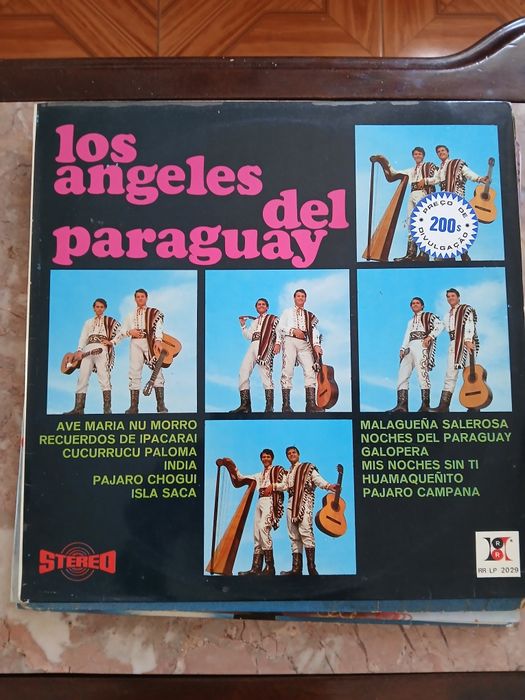 los
angeles
del
paraguay
PREÇO DE
200$
DIVULGAÇÃO
AVE MARIA NU MORRO
RECUERDOS DE IPACARAI
CUCURRUCU PALOMA
INDIA
PAJARO CHOGUI
ISLA SACA
MALAGUEÑA SALEROSA
NOCHES DEL PARAGUAY
GALOPERA
MIS NOCHES SIN TI
HUAMAQUEÑITO
PAJARO CAMPANA
STEREO
R
R
RR LP 2029